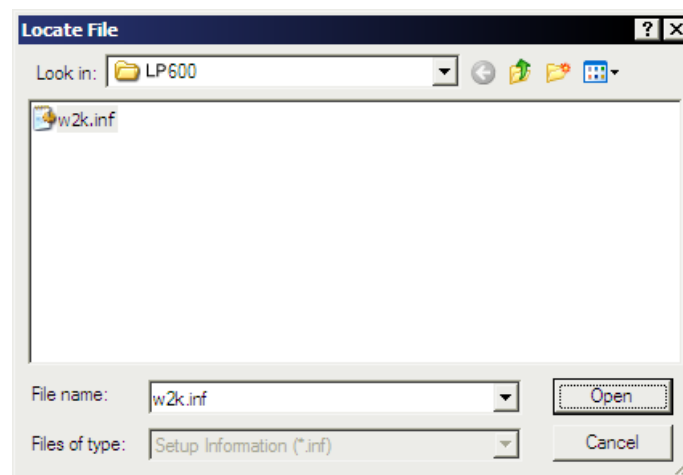 Locate File
Look in: LP600
w2k.inf
File name: w2k.inf Open
Files of type: Setup Information (*.inf) Cancel